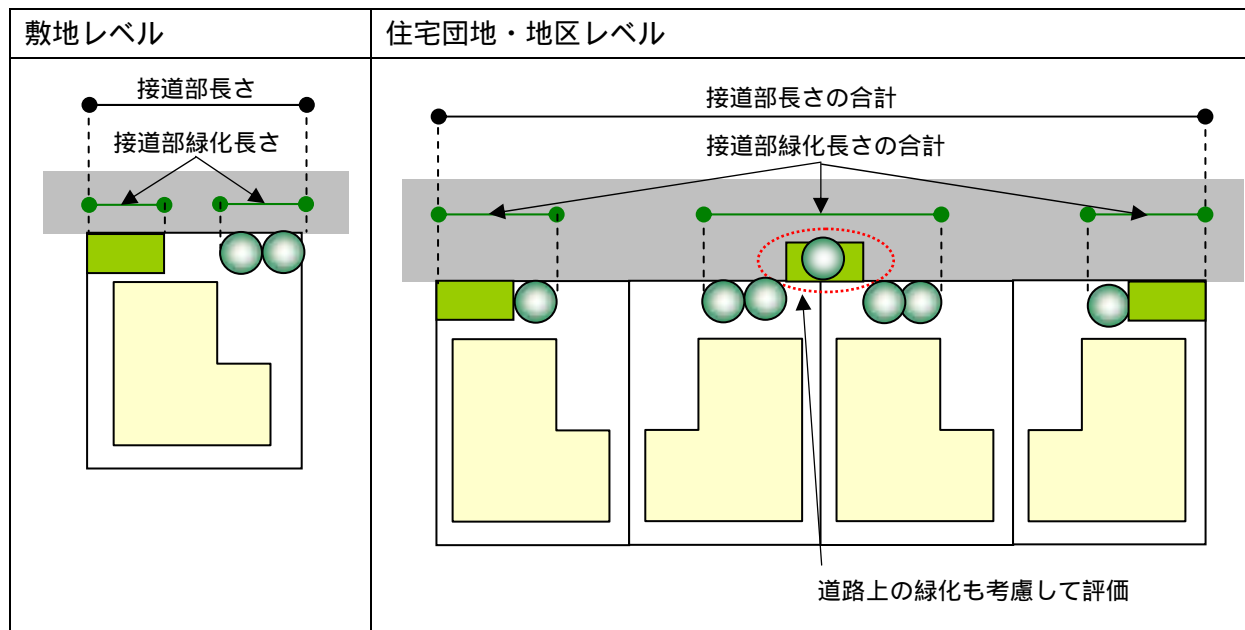 敷地レベル
住宅団地・地区レベル
接道部長さ
接道部緑化長さ
接道部長さの合計
接道部緑化長さの合計
道路上の緑化も考慮して評価